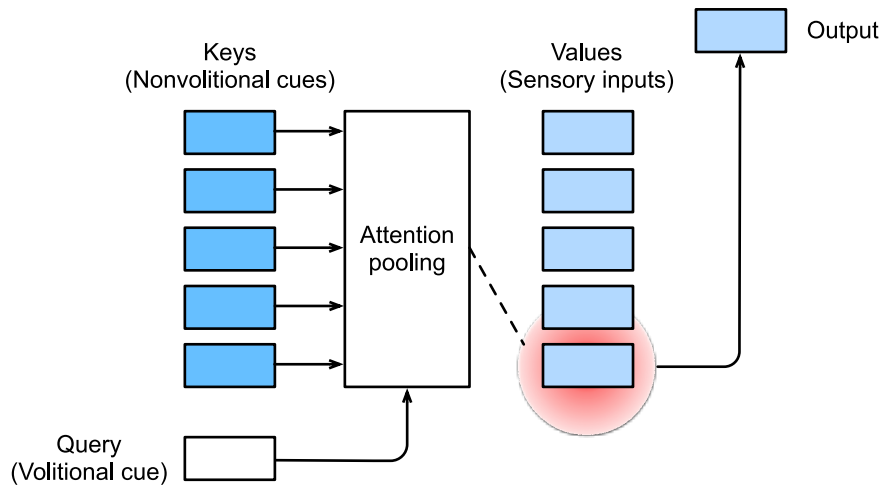 Keys
(Nonvolitional cues)
Values
(Sensory inputs)
Output
Attention
pooling
Query
(Volitional cue)